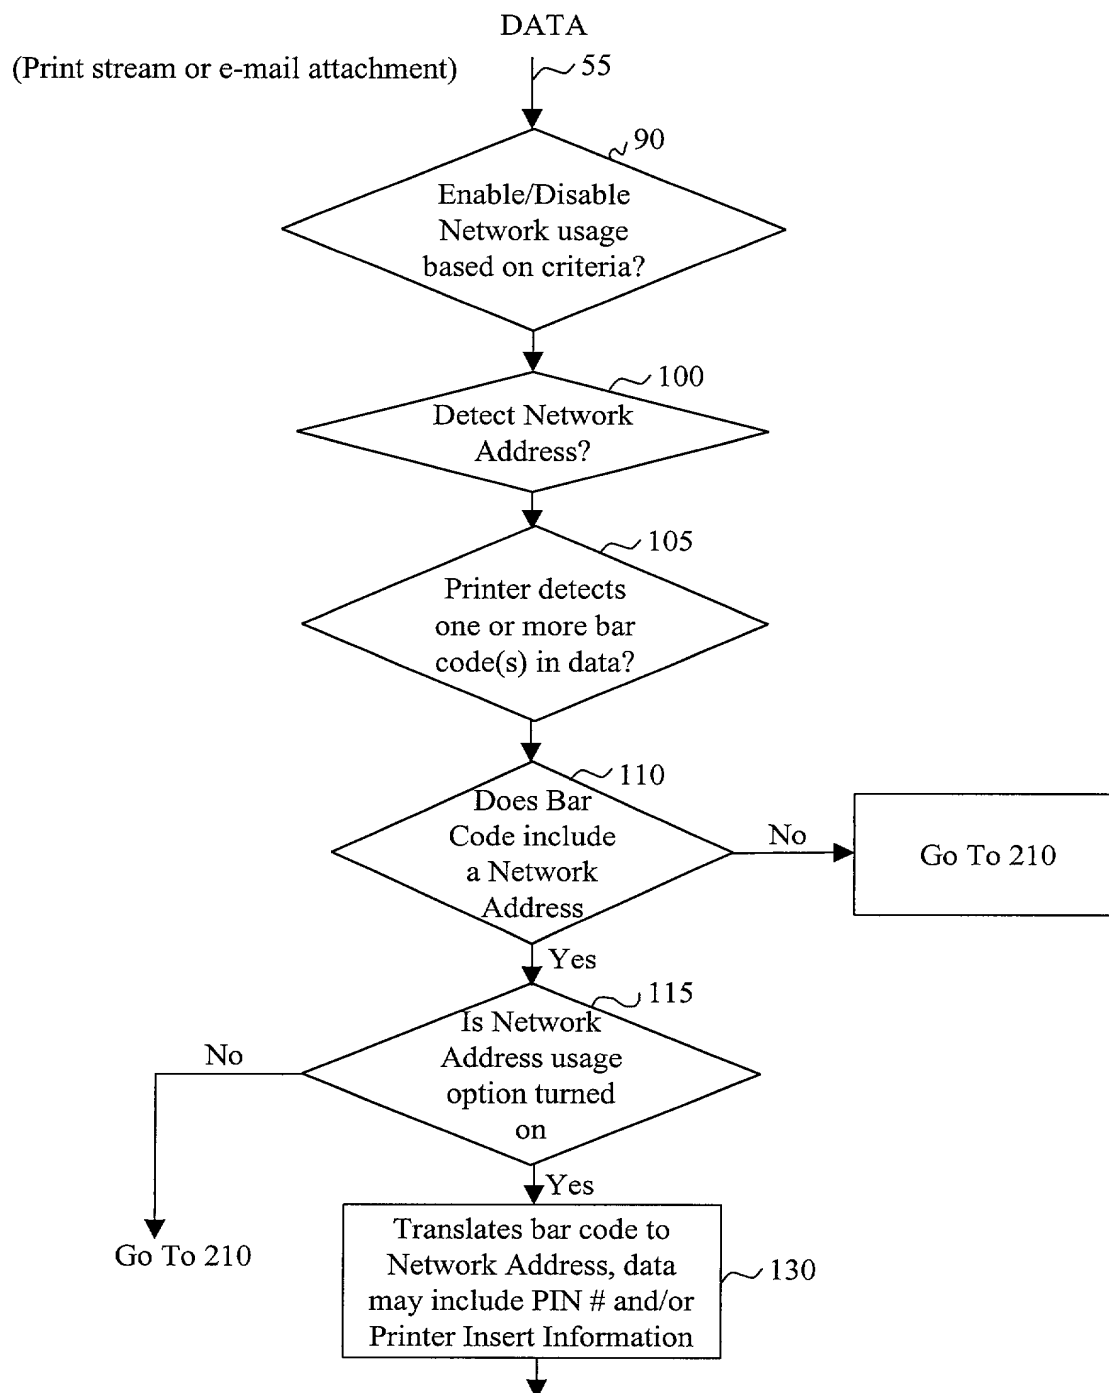 DATA
(Print stream or e-mail attachment)
55
90
Enable/Disable
Network usage
based on criteria?
100
Detect Network
Address?
105
Printer detects
one or more bar
code(s) in data?
110
Does Bar
Code include
a Network
Address
No
Go To 210
Yes
115
Is Network
Address usage
option turned
on
No
Go To 210
Yes
Translates bar code to
Network Address, data
may include PIN # and/or
Printer Insert Information
130